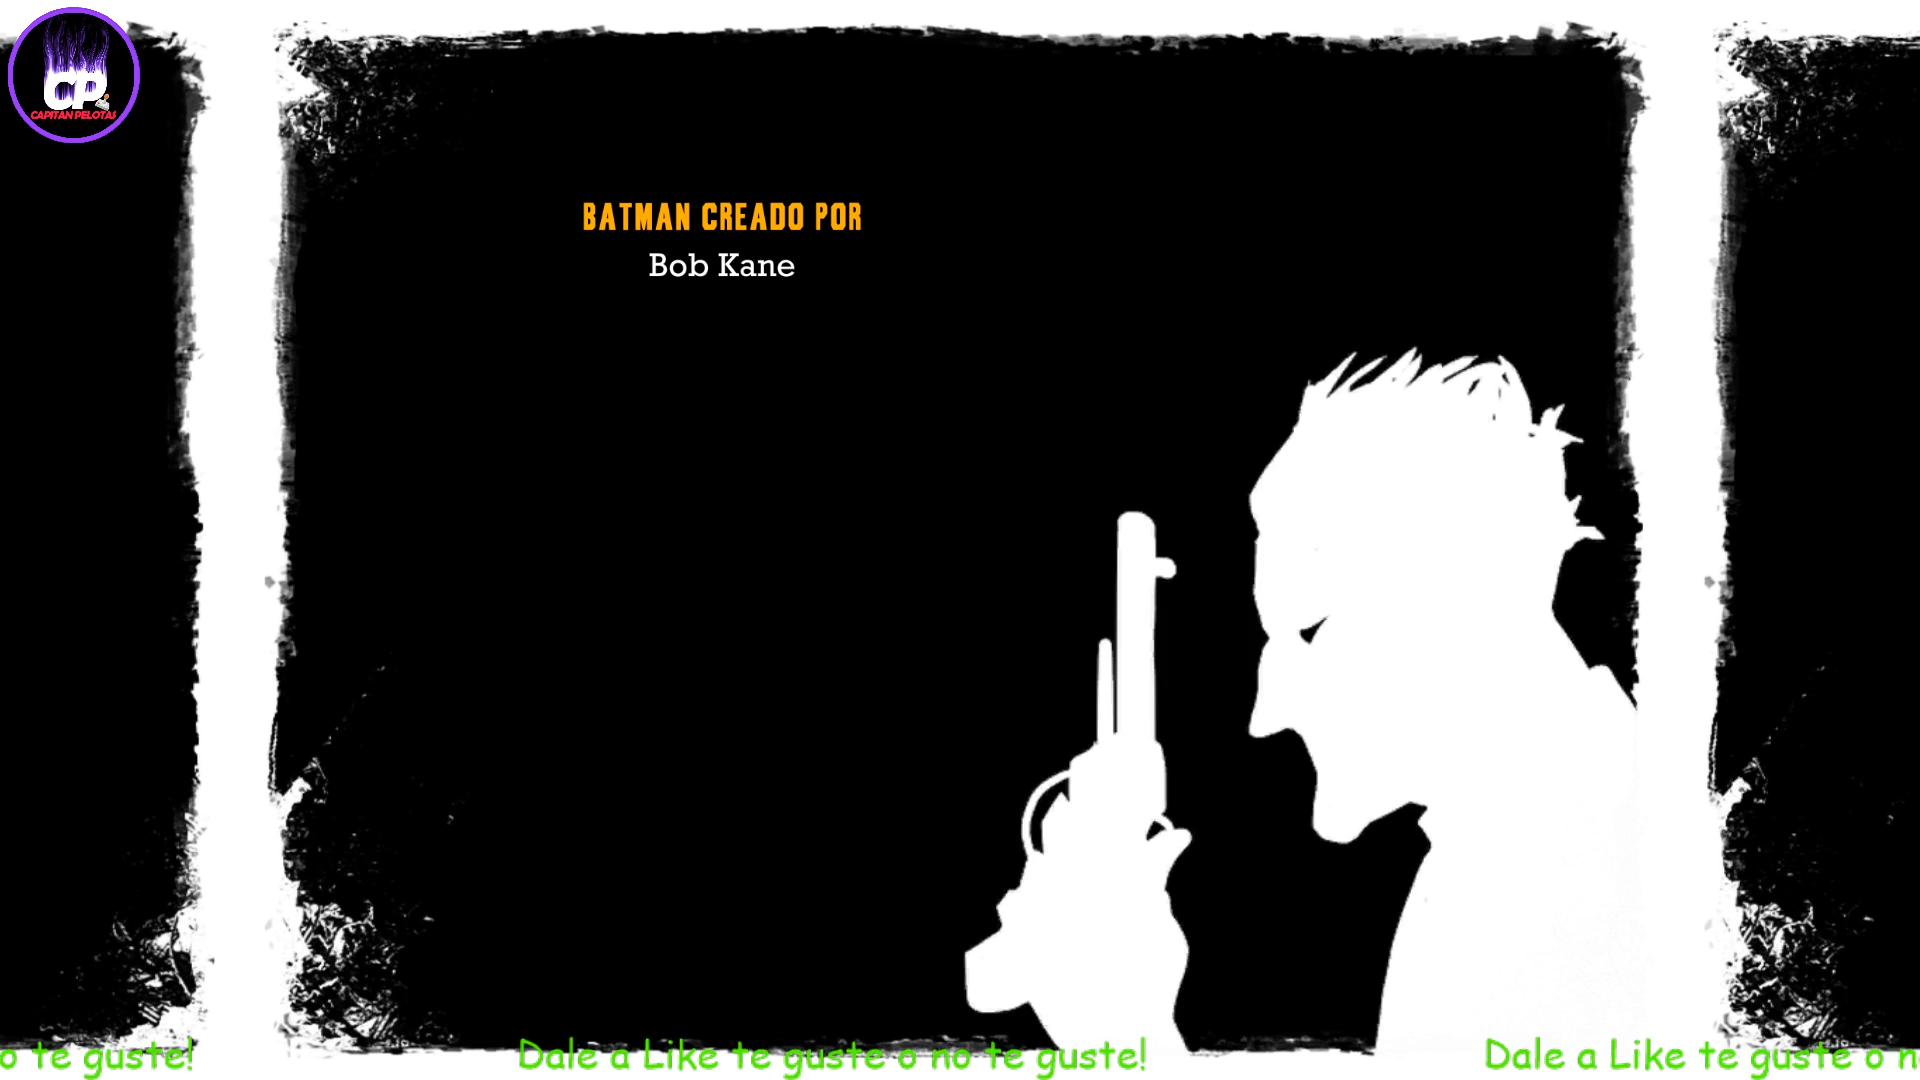 CP
CAPITAN PELOTAS
BATMAN CREADO POR
Bob Kane
o te guste!
Dale a Like te guste o no te guste!
Dale a Like te guste o n